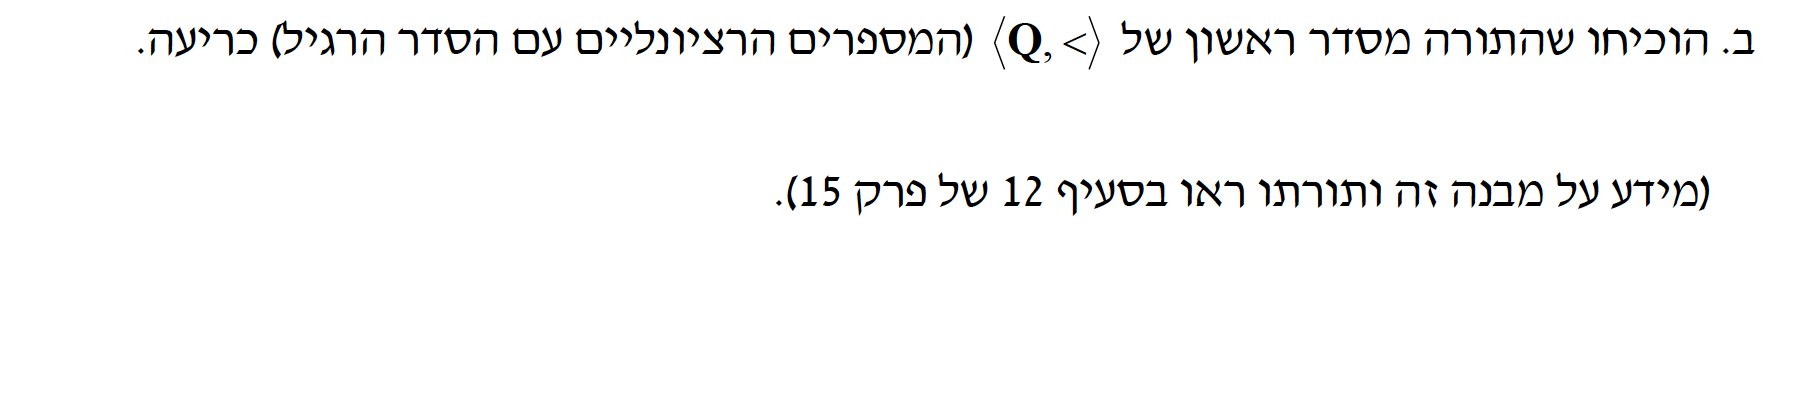 ב. הוכיחו שהתורה מסדר ראשון של ⟨Q, <⟩ (המספרים הרציונליים עם הסדר הרגיל) כריעה.
(מידע על מבנה זה ותורתו ראו בסעיף 12 של פרק 15).